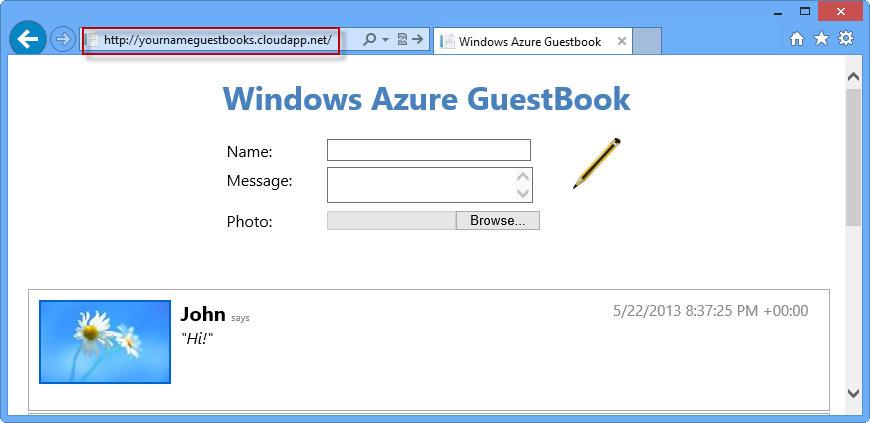 http://yournameguestbooks.cloudapp.net/
Windows Azure Guestbook
Windows Azure GuestBook
Name:
Message:
Photo:
Browse...
John says
5/22/2013 8:37:25 PM +00:00
"Hi!"